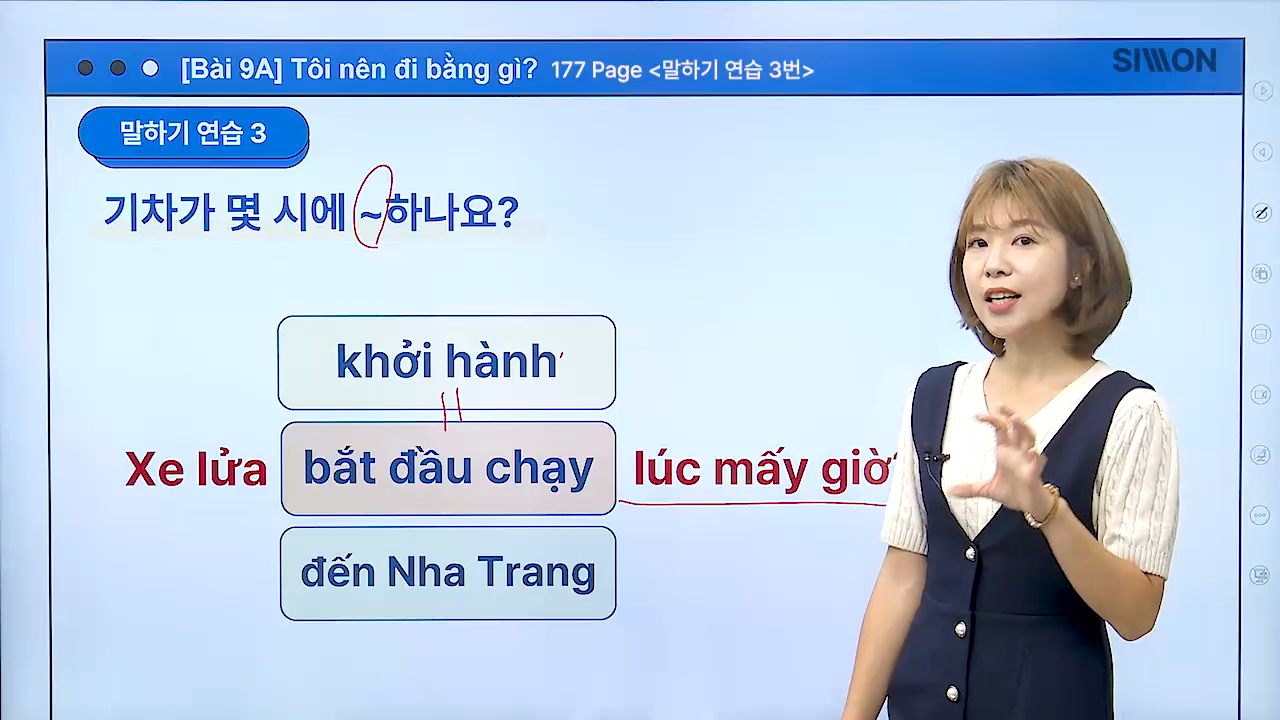 [Bài 9A] Tôi nên đi bằng gì? 177 Page <말하기 연습 3번>
SIWON
말하기 연습 3
기차가 몇 시에 ~하나요?
khởi hành
Xe lửa bắt đầu chạy lúc mấy giờ?
đến Nha Trang